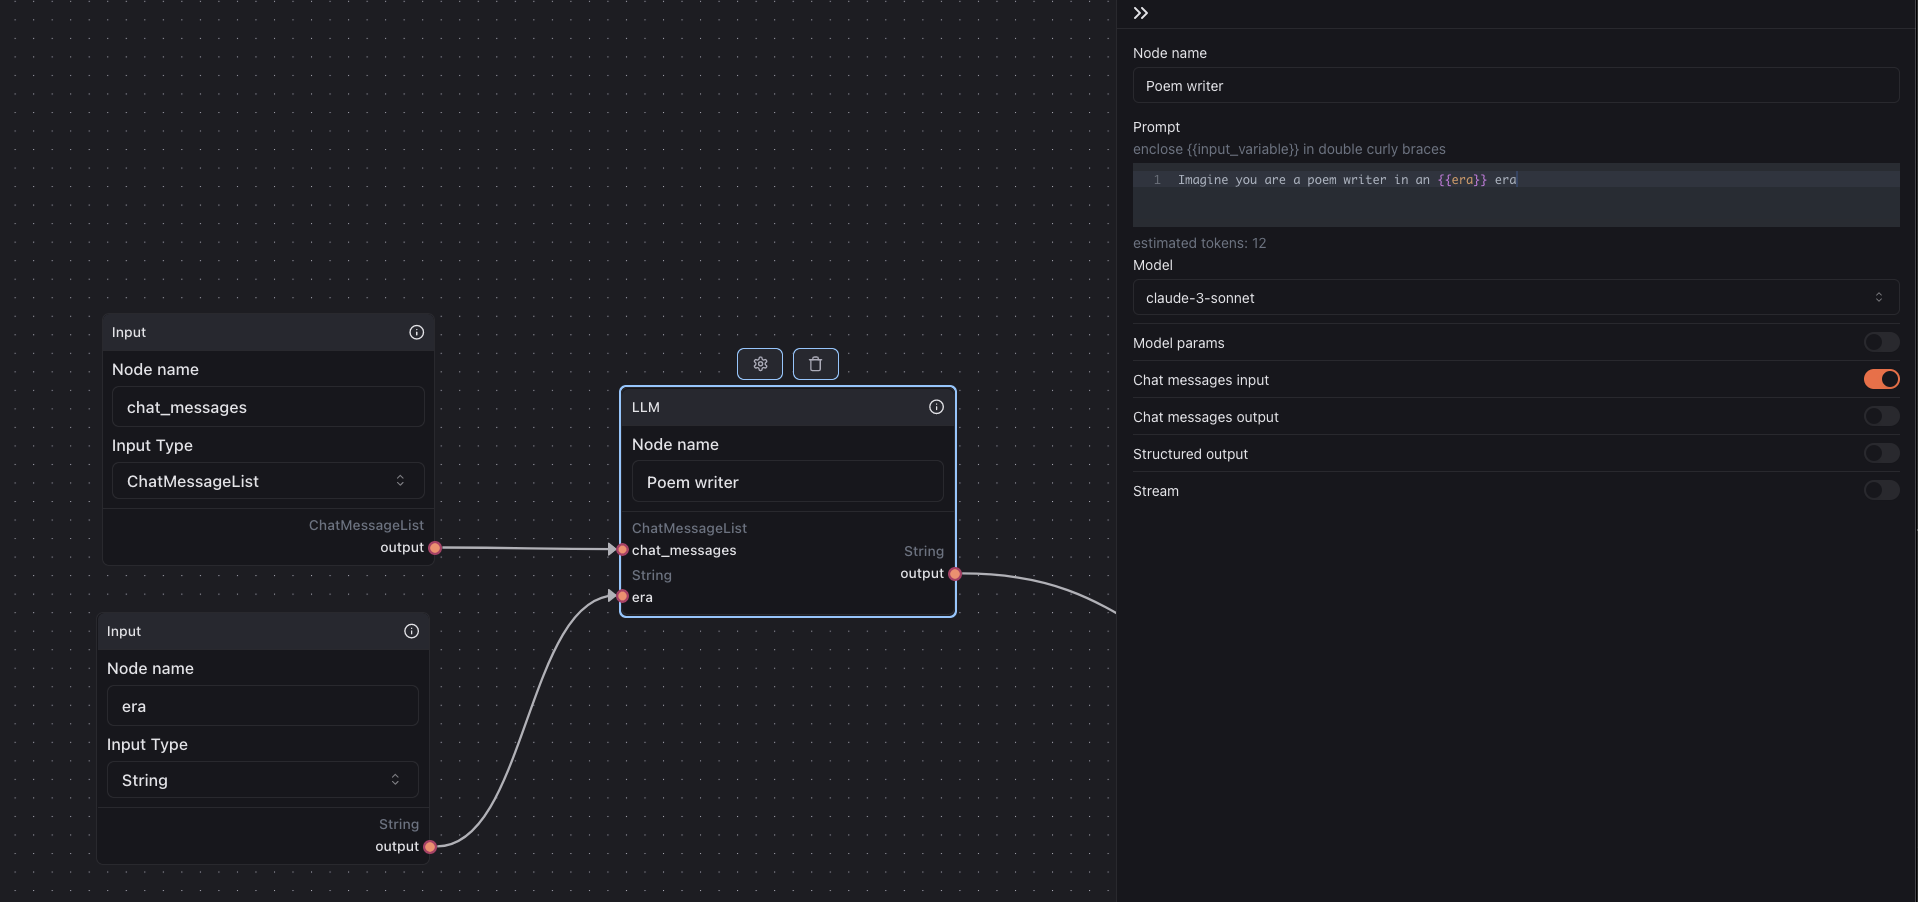 Input
Node name
chat_messages
Input Type
ChatMessageList
ChatMessageList
output
Input
Node name
era
Input Type
String
String
output
LLM
Node name
Poem writer
ChatMessageList
chat_messages
String
output
String
era
Node name
Poem writer
Prompt
enclose {{input_variable}} in double curly braces
1 Imagine you are a poem writer in an {{era}} era
estimated tokens: 12
Model
claude-3-sonnet
Model params
Chat messages input
Chat messages output
Structured output
Stream